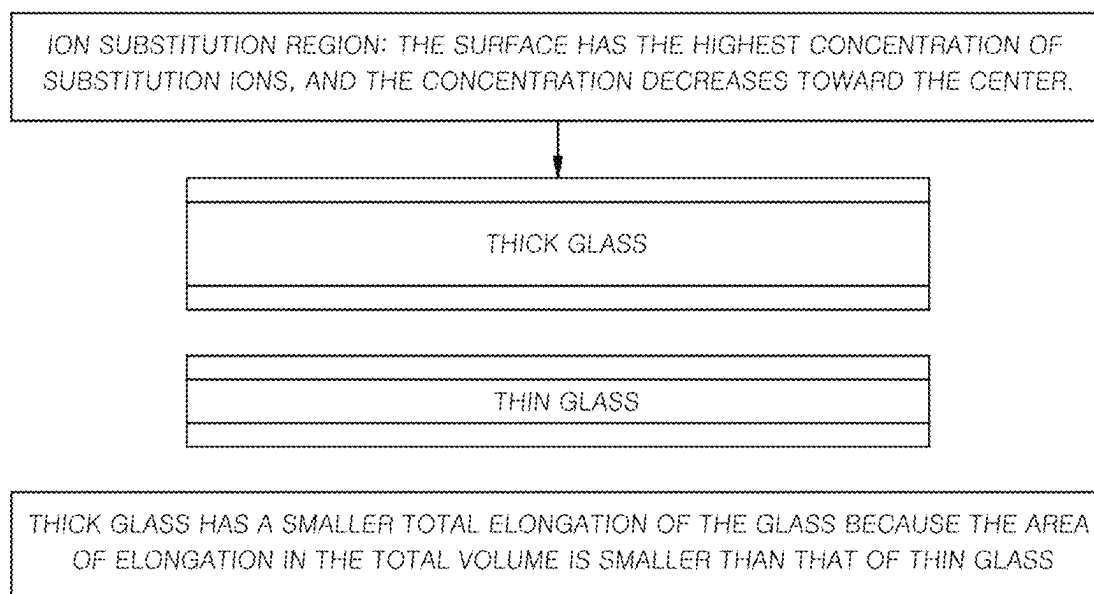 ION SUBSTITUTION REGION: THE SURFACE HAS THE HIGHEST CONCENTRATION OF
SUBSTITUTION IONS, AND THE CONCENTRATION DECREASES TOWARD THE CENTER.
THICK GLASS
THIN GLASS
THICK GLASS HAS A SMALLER TOTAL ELONGATION OF THE GLASS BECAUSE THE AREA
OF ELONGATION IN THE TOTAL VOLUME IS SMALLER THAN THAT OF THIN GLASS